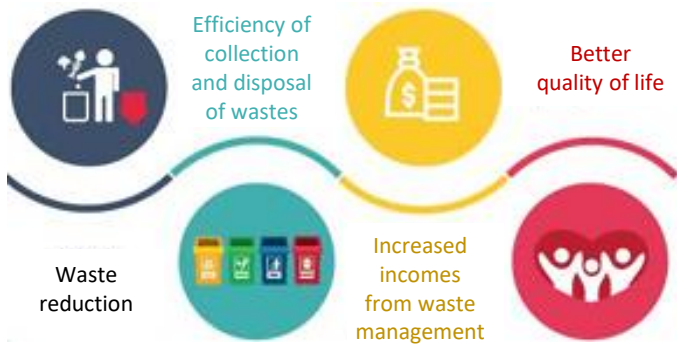 Waste
reduction
Efficiency of
collection
and disposal
of wastes
Increased
incomes
from waste
management
Better
quality of life
$